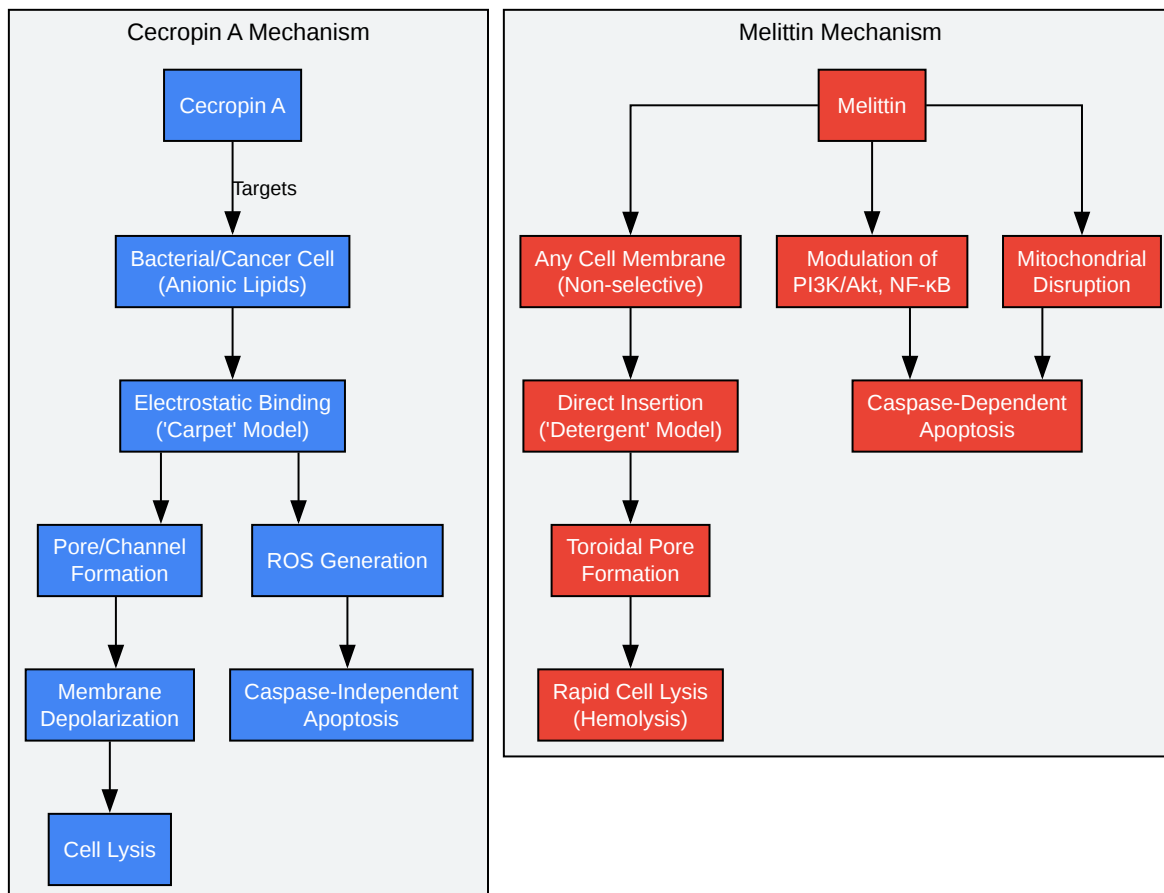 Cecropin A Mechanism
Cecropin A
Targets
Bacterial/Cancer Cell
(Anionic Lipids)
Electrostatic Binding
('Carpet' Model)
Pore/Channel
Formation
ROS Generation
Membrane
Depolarization
Caspase-Independent
Apoptosis
Cell Lysis
Melittin Mechanism
Melittin
Any Cell Membrane
(Non-selective)
Modulation of
PI3K/Akt, NF-κB
Mitochondrial
Disruption
Direct Insertion
('Detergent' Model)
Caspase-Dependent
Apoptosis
Toroidal Pore
Formation
Rapid Cell Lysis
(Hemolysis)